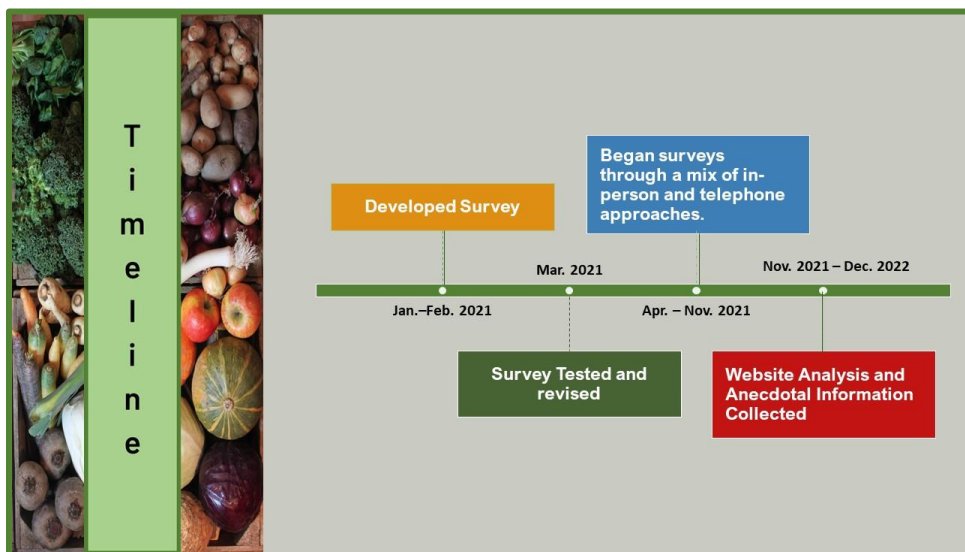 Timeline
Developed Survey
Jan.–Feb. 2021
Mar. 2021
Survey Tested and
revised
Began surveys
through a mix of in-
person and telephone
approaches.
Apr. – Nov. 2021
Nov. 2021 – Dec. 2022
Website Analysis and
Anecdotal Information
Collected